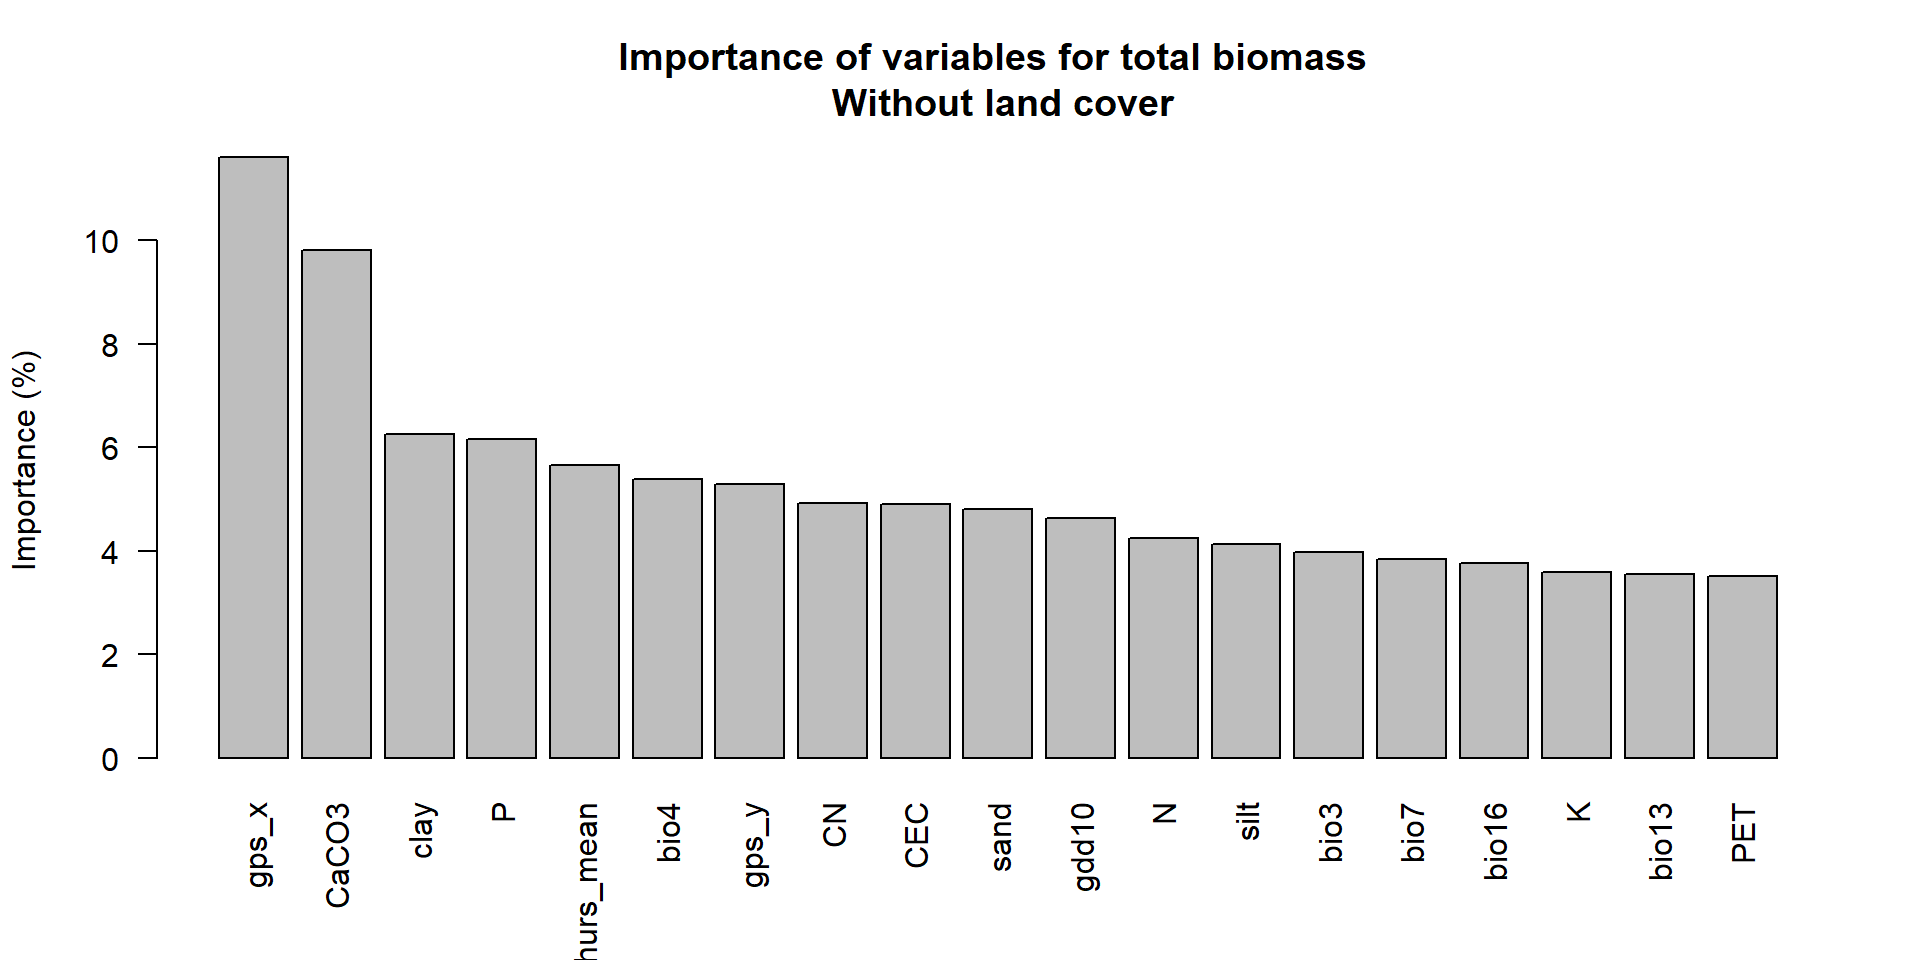 Importance of variables for total biomass
Without land cover
Importance (%)
10
8
6
4
2
0
gps_x
CaCO3
clay
P
hurs_mean
bio4
gps_y
CN
CEC
sand
gdd10
N
silt
bio3
bio7
bio16
K
bio13
PET